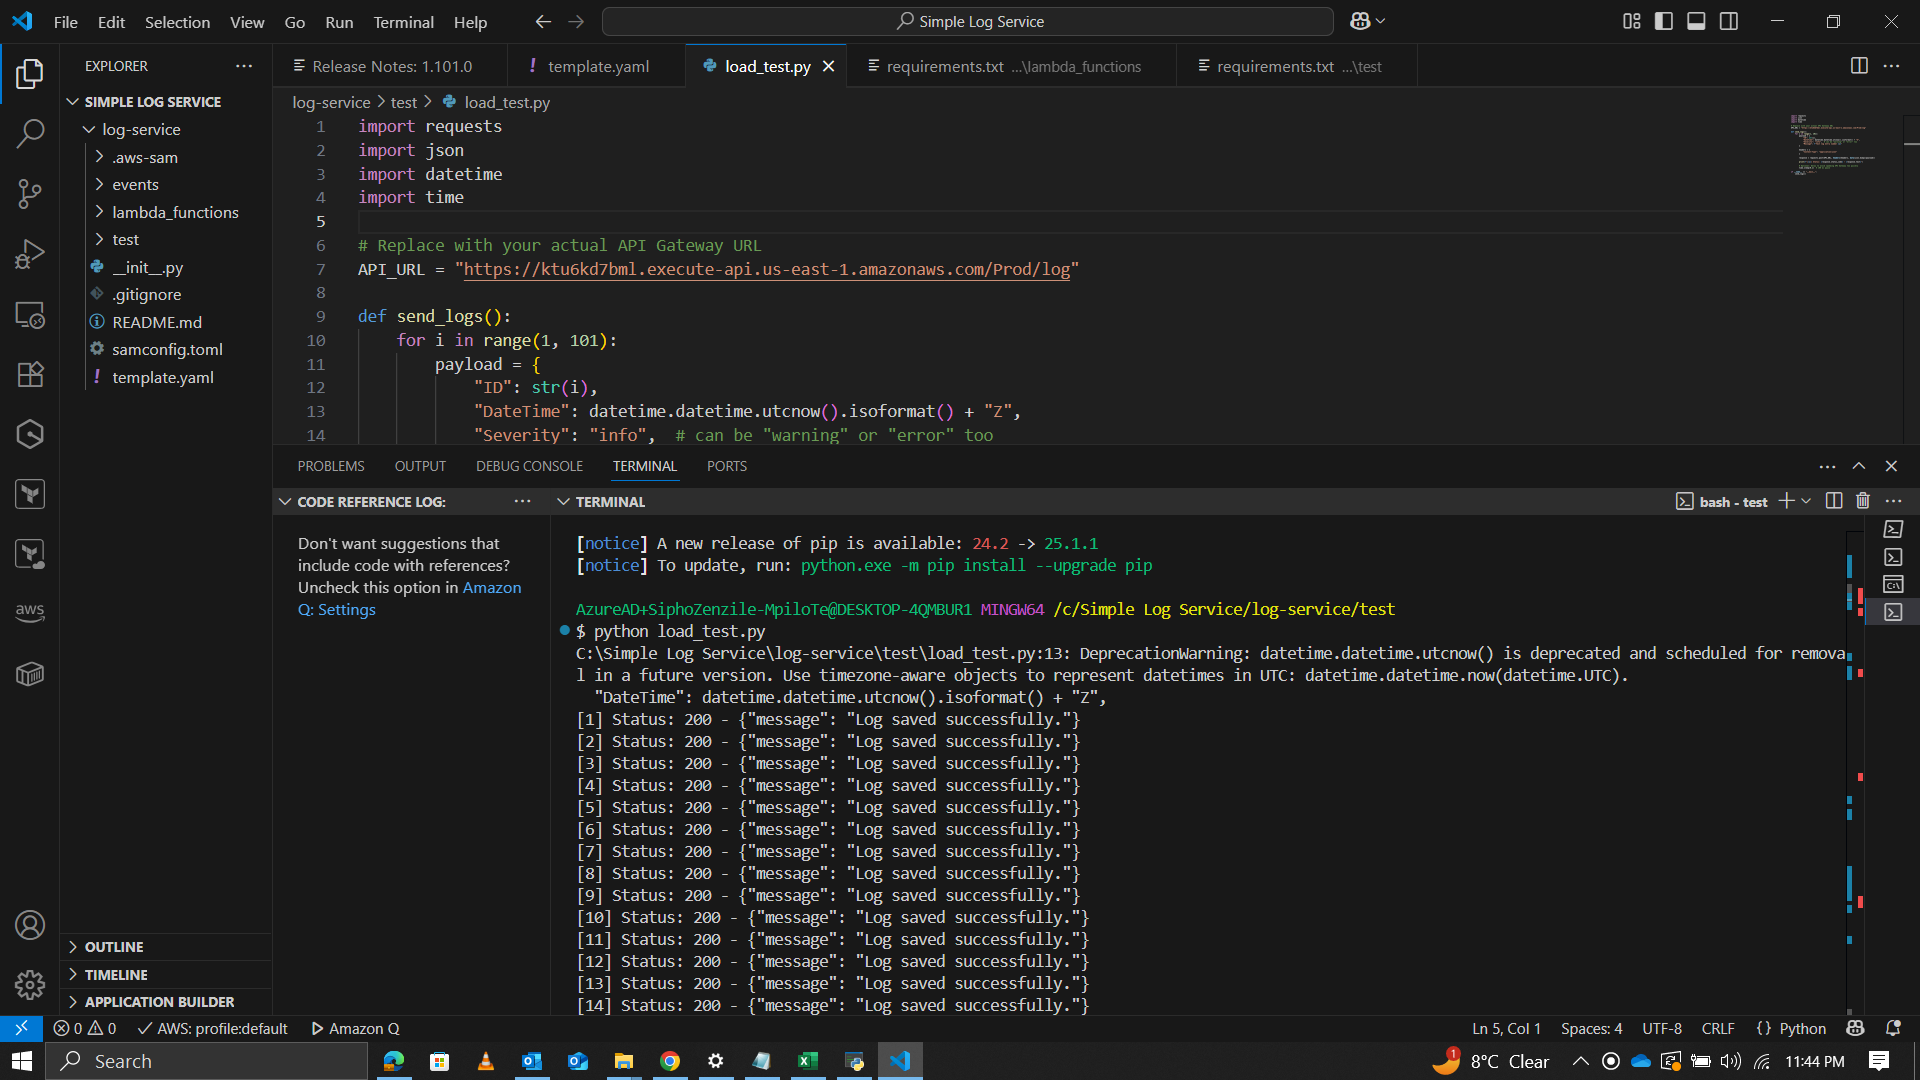 File Edit Selection View Go Run Terminal Help
Simple Log Service
EXPLORER
SIMPLE LOG SERVICE
log-service
.aws-sam
events
lambda_functions
test
__init__.py
.gitignore
README.md
samconfig.toml
template.yaml
OUTLINE
TIMELINE
APPLICATION BUILDER
aws
Release Notes: 1.101.0
! template.yaml
load_test.py
requirements.txt ...\lambda_functions
requirements.txt ...\test
log-service > test > load_test.py
1 import requests
2 import json
3 import datetime
4 import time
5
6 # Replace with your actual API Gateway URL
7 API_URL = "https://ktu6kd7bml.execute-api.us-east-1.amazonaws.com/Prod/log"
8
9 def send_logs():
10 for i in range(1, 101):
11 payload = {
12 "ID": str(i),
13 "DateTime": datetime.datetime.utcnow().isoformat() + "Z",
14 "Severity": "info", # can be "warning" or "error" too
PROBLEMS OUTPUT DEBUG CONSOLE TERMINAL PORTS
CODE REFERENCE LOG:
Don't want suggestions that
include code with references?
Uncheck this option in Amazon
Q: Settings
TERMINAL
bash - test
[notice] A new release of pip is available: 24.2 -> 25.1.1
[notice] To update, run: python.exe -m pip install --upgrade pip
AzureAD+SiphoZenzile-MpiloTe@DESKTOP-4QMBUR1 MINGW64 /c/Simple Log Service/log-service/test
$ python load_test.py
C:\Simple Log Service\log-service\test\load_test.py:13: DeprecationWarning: datetime.datetime.utcnow() is deprecated and scheduled for remova
l in a future version. Use timezone-aware objects to represent datetimes in UTC: datetime.datetime.now(datetime.UTC).
"DateTime": datetime.datetime.utcnow().isoformat() + "Z",
[1] Status: 200 - {"message": "Log saved successfully."}
[2] Status: 200 - {"message": "Log saved successfully."}
[3] Status: 200 - {"message": "Log saved successfully."}
[4] Status: 200 - {"message": "Log saved successfully."}
[5] Status: 200 - {"message": "Log saved successfully."}
[6] Status: 200 - {"message": "Log saved successfully."}
[7] Status: 200 - {"message": "Log saved successfully."}
[8] Status: 200 - {"message": "Log saved successfully."}
[9] Status: 200 - {"message": "Log saved successfully."}
[10] Status: 200 - {"message": "Log saved successfully."}
[11] Status: 200 - {"message": "Log saved successfully."}
[12] Status: 200 - {"message": "Log saved successfully."}
[13] Status: 200 - {"message": "Log saved successfully."}
[14] Status: 200 - {"message": "Log saved successfully."}
0 0 AWS: profile:default Amazon Q
Ln 5, Col 1 Spaces: 4 UTF-8 CRLF {} Python
Search
1 8°C Clear 11:44 PM